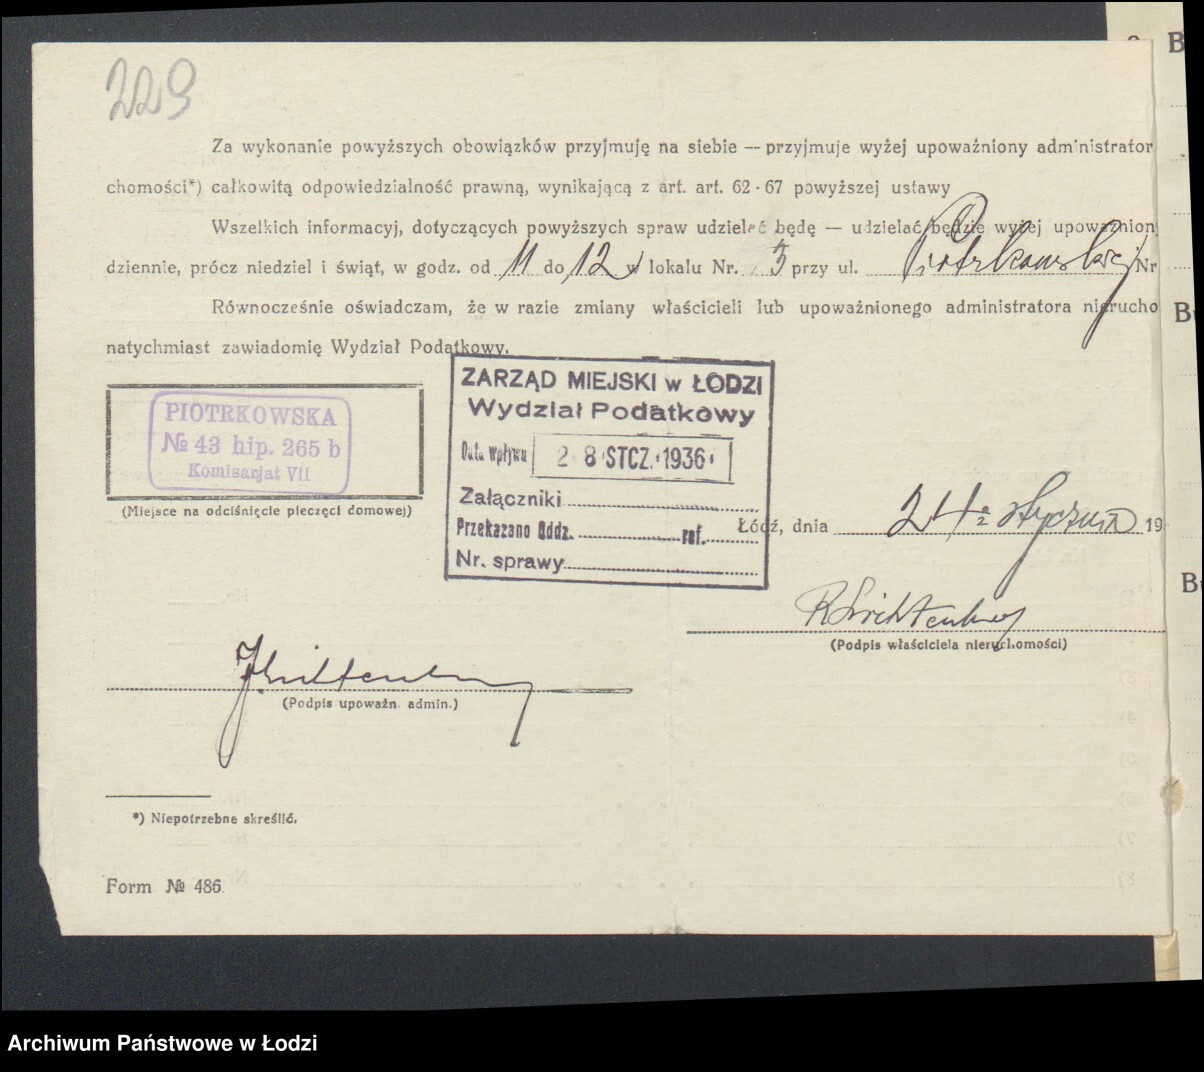 229
Za wykonanie powyższych obowiązków przyjmuję na siebie — przyjmuje wyżej upoważniony administrator
chomości*) całkowitą odpowiedzialność prawną, wynikającą z art. art. 62-67 powyższej ustawy
Wszelkich informacyj, dotyczących powyższych spraw udzielać będę — udzielać będzie wyżej upoważnion
dziennie, prócz niedziel i świąt, w godz. od 11 do 12 w lokalu Nr. 3 przy ul. Piotrkowskiej Nr
Równocześnie oświadczam, że w razie zmiany właścicieli lub upoważnionego administratora nierucho
natychmiast zawiadomię Wydział Podatkowy.
PIOTRKOWSKA
№ 43 hip. 265 b
Komisarjat VII
(Miejsce na odciśnięcie pieczęci domowej)
ZARZĄD MIEJSKI w ŁODZI
Wydział Podatkowy
Data wpływu 28 STCZ. 1936
Załączniki
Przekazano Oddz. ref.
Nr. sprawy
Łódź, dnia 24 stycznia 19
(Podpis właściciela nieruchomości)
(Podpis upoważn. admin.)
*) Niepotrzebne skreślić.
Form № 486
Archiwum Państwowe w Łodzi